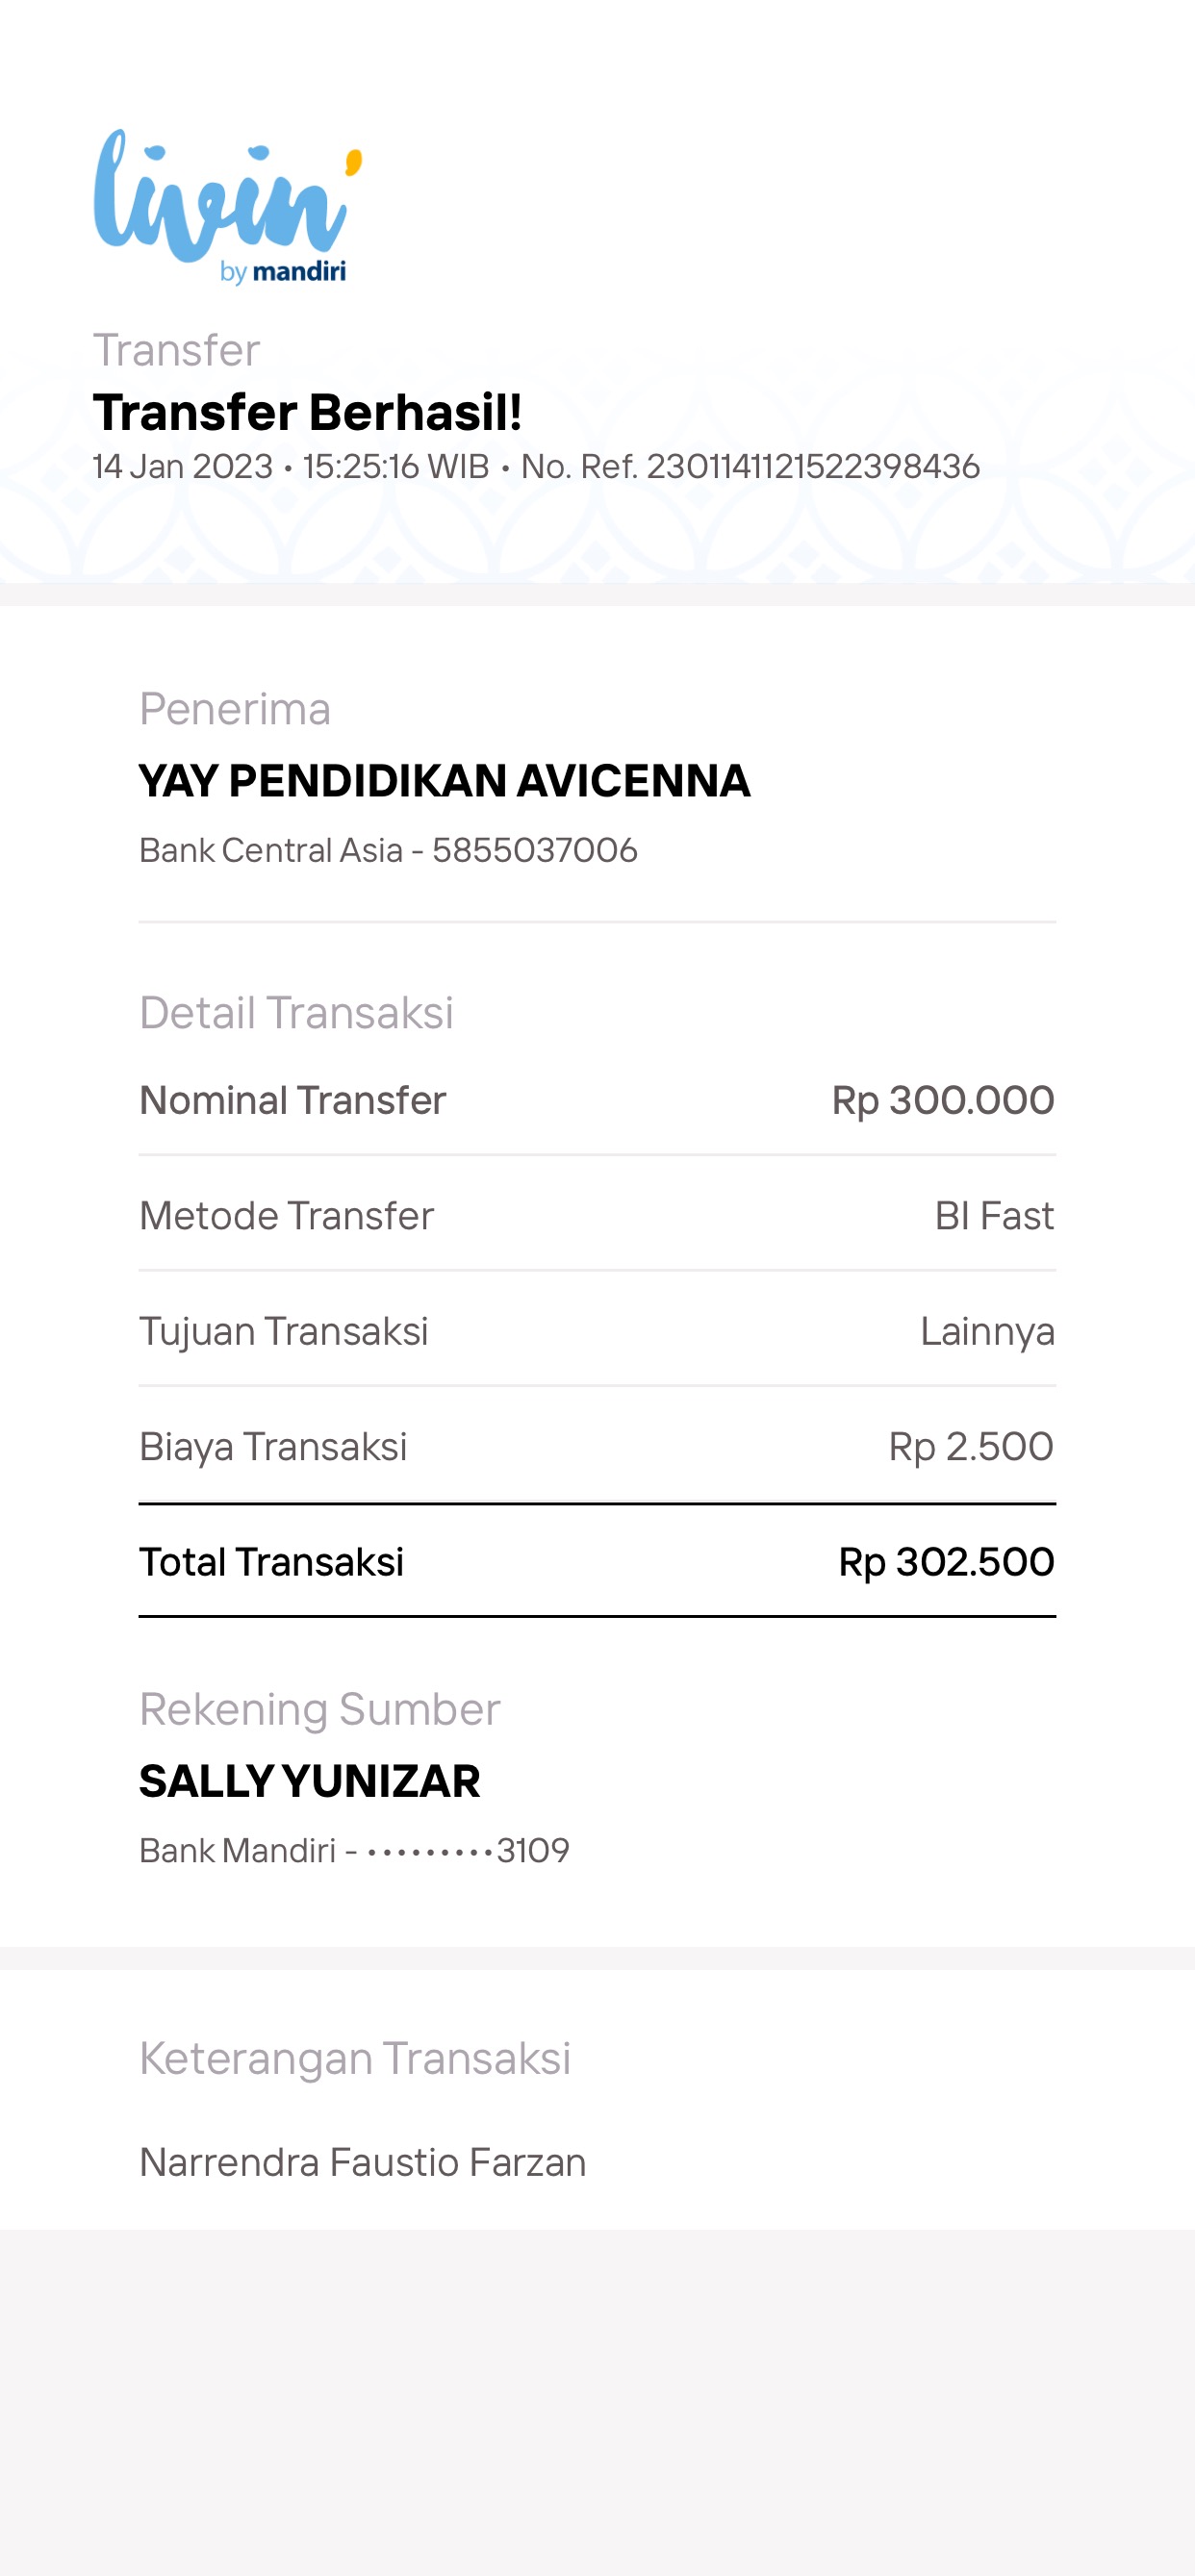 livin'
by mandiri
Transfer
Transfer Berhasil!
14 Jan 2023 • 15:25:16 WIB • No. Ref. 2301141121522398436
Penerima
YAY PENDIDIKAN AVICENNA
Bank Central Asia - 5855037006
Detail Transaksi
Nominal Transfer Rp 300.000
Metode Transfer BI Fast
Tujuan Transaksi Lainnya
Biaya Transaksi Rp 2.500
Total Transaksi Rp 302.500
Rekening Sumber
SALLY YUNIZAR
Bank Mandiri - •••••••••3109
Keterangan Transaksi
Narrendra Faustio Farzan